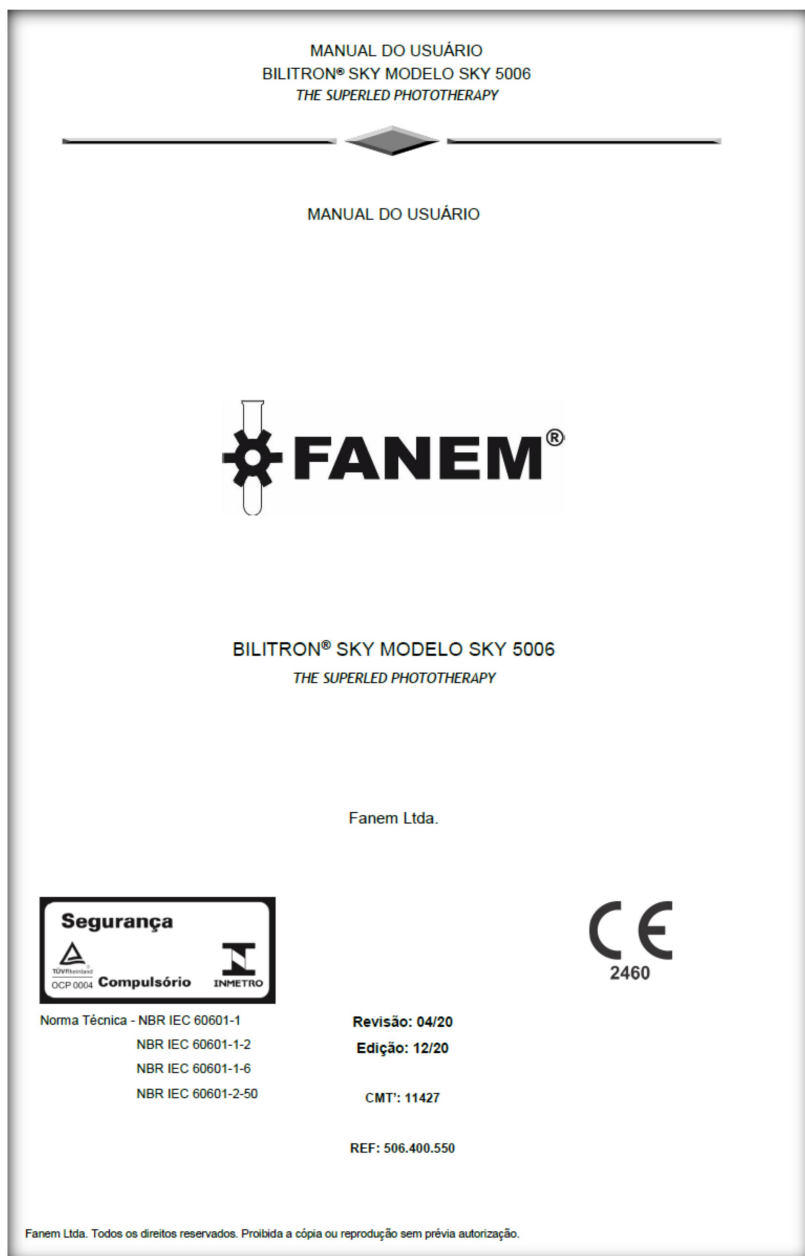 MANUAL DO USUÁRIO
BILITRON® SKY MODELO SKY 5006
THE SUPERLED PHOTOTHERAPY
MANUAL DO USUÁRIO
FANEM®
BILITRON® SKY MODELO SKY 5006
THE SUPERLED PHOTOTHERAPY
Fanem Ltda.
Segurança
TÜVRheinland®
OCP 0004 Compulsório INMETRO
CE
2460
Norma Técnica - NBR IEC 60601-1
NBR IEC 60601-1-2
NBR IEC 60601-1-6
NBR IEC 60601-2-50
Revisão: 04/20
Edição: 12/20
CMT’: 11427
REF: 506.400.550
Fanem Ltda. Todos os direitos reservados. Proibida a cópia ou reprodução sem prévia autorização.